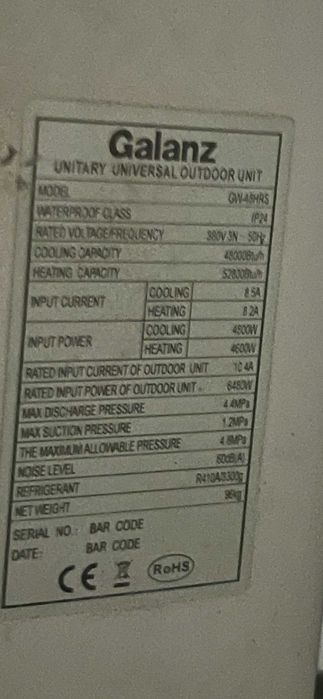 Galanz
UNITARY UNIVERSAL OUTDOOR UNIT
MODEL GW-48HRS
WATERPROOF CLASS IP24
RATED VOLTAGE/FREQUENCY 380V 3N~ 50Hz
COOLING CAPACITY 48000Btu/h
HEATING CAPACITY 52800Btu/h
INPUT CURRENT COOLING 8.5A
HEATING 8.2A
INPUT POWER COOLING 4800W
HEATING 4600W
RATED INPUT CURRENT OF OUTDOOR UNIT 10.4A
RATED INPUT POWER OF OUTDOOR UNIT 6450W
MAX DISCHARGE PRESSURE 4.4MPa
MAX SUCTION PRESSURE 1.2MPa
THE MAXIMUM ALLOWABLE PRESSURE 4.8MPa
NOISE LEVEL 60dB(A)
REFRIGERANT R410A/3300g
NET WEIGHT 96kg
SERIAL NO.: BAR CODE
DATE: BAR CODE
CE RoHS